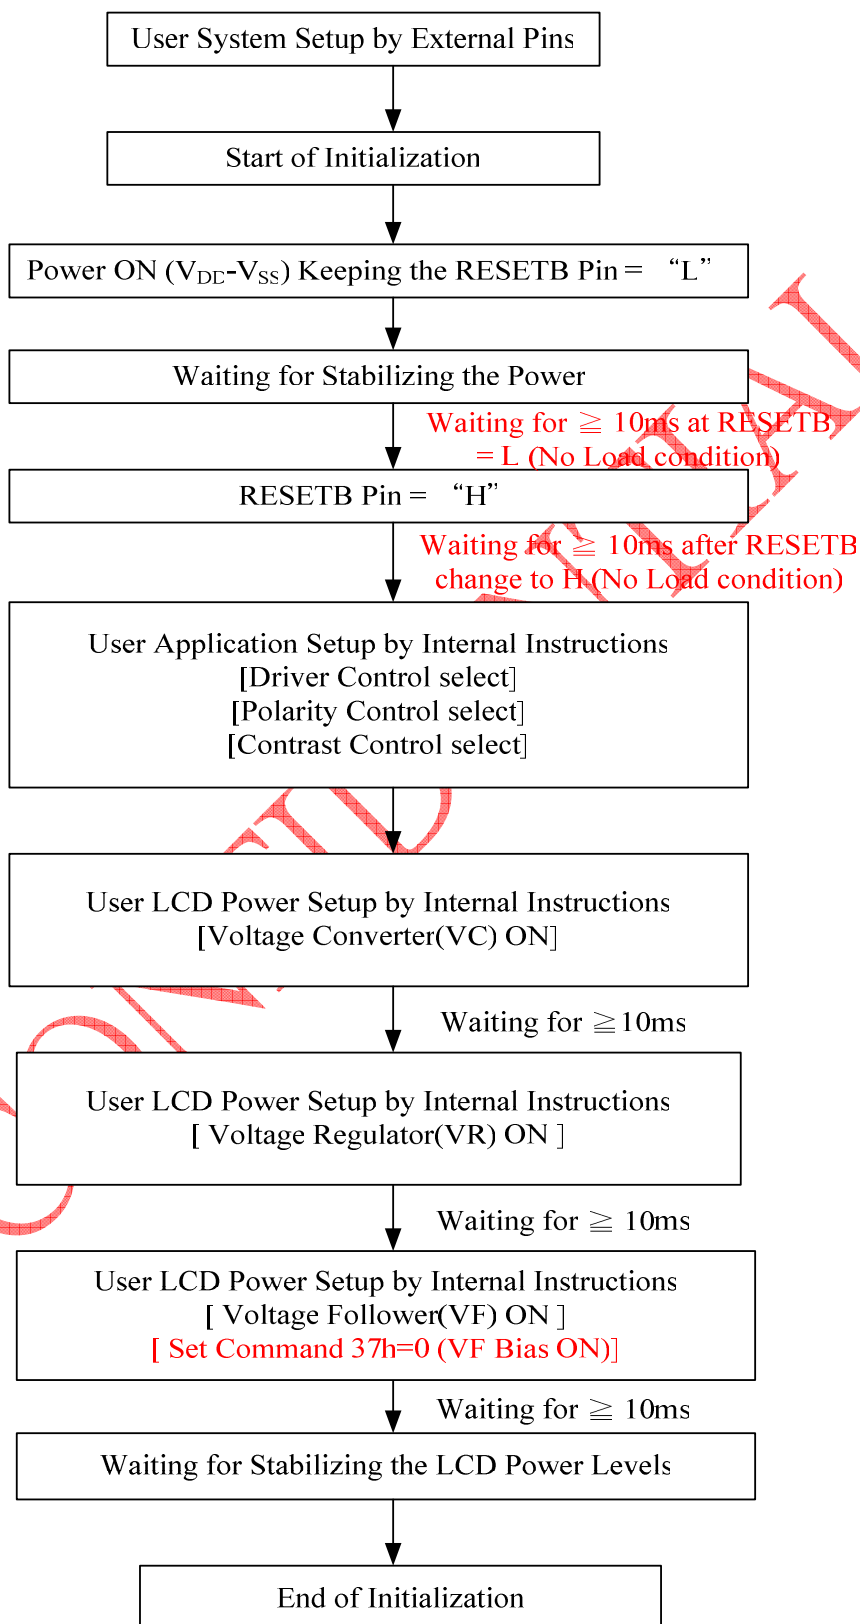 User System Setup by External Pins
Start of Initialization
Power ON (VDD-VSS) Keeping the RESETB Pin = “L”
Waiting for Stabilizing the Power
Waiting for ≧ 10ms at RESETB
= L (No Load condition)
RESETB Pin = “H”
Waiting for ≧ 10ms after RESETB
change to H (No Load condition)
User Application Setup by Internal Instructions
[Driver Control select]
[Polarity Control select]
[Contrast Control select]
User LCD Power Setup by Internal Instructions
[Voltage Converter(VC) ON]
Waiting for ≧10ms
User LCD Power Setup by Internal Instructions
[ Voltage Regulator(VR) ON ]
Waiting for ≧ 10ms
User LCD Power Setup by Internal Instructions
[ Voltage Follower(VF) ON ]
[ Set Command 37h=0 (VF Bias ON)]
Waiting for ≧ 10ms
Waiting for Stabilizing the LCD Power Levels
End of Initialization
CONFIDENTIAL